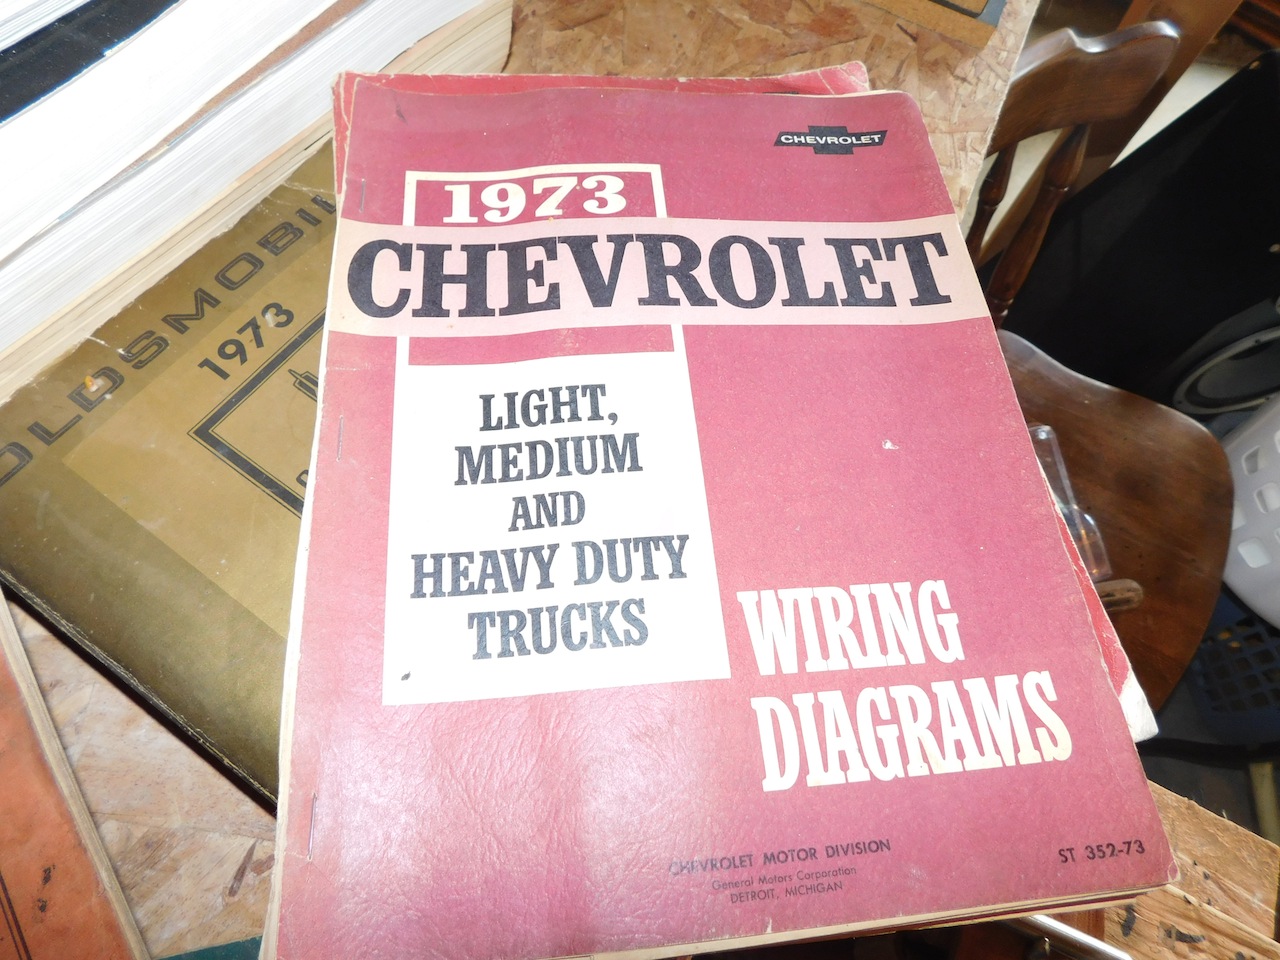 CHEVROLET
1973
CHEVROLET
LIGHT,
MEDIUM
AND
HEAVY DUTY
TRUCKS
WIRING
DIAGRAMS
CHEVROLET MOTOR DIVISION
General Motors Corporation
DETROIT, MICHIGAN
ST 352-73
OLDSMOBIL
1973